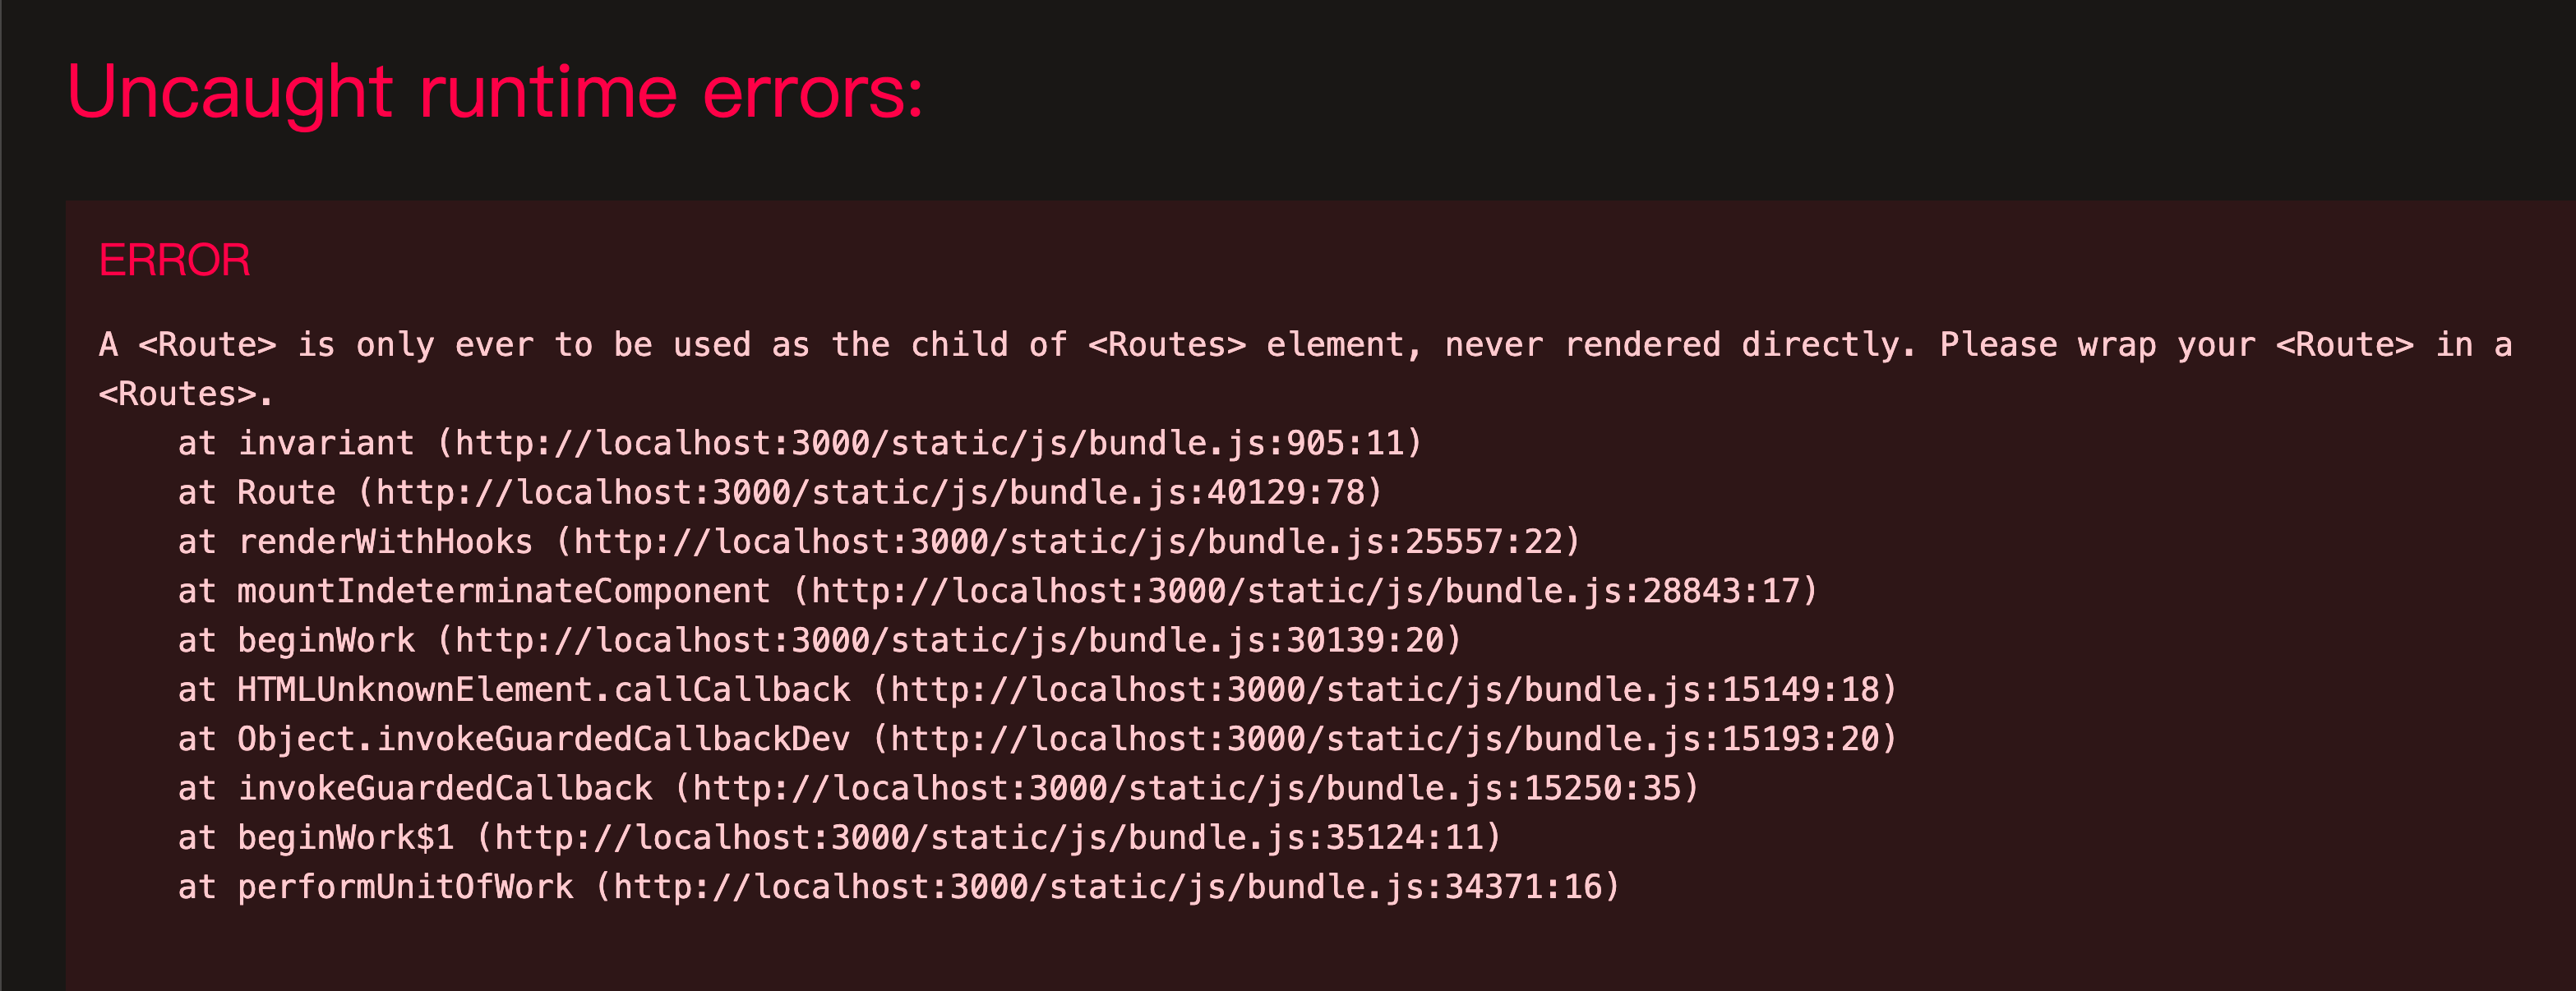 Uncaught runtime errors:
ERROR
A <Route> is only ever to be used as the child of <Routes> element, never rendered directly. Please wrap your <Route> in a
<Routes>.
    at invariant (http://localhost:3000/static/js/bundle.js:905:11)
    at Route (http://localhost:3000/static/js/bundle.js:40129:78)
    at renderWithHooks (http://localhost:3000/static/js/bundle.js:25557:22)
    at mountIndeterminateComponent (http://localhost:3000/static/js/bundle.js:28843:17)
    at beginWork (http://localhost:3000/static/js/bundle.js:30139:20)
    at HTMLUnknownElement.callCallback (http://localhost:3000/static/js/bundle.js:15149:18)
    at Object.invokeGuardedCallbackDev (http://localhost:3000/static/js/bundle.js:15193:20)
    at invokeGuardedCallback (http://localhost:3000/static/js/bundle.js:15250:35)
    at beginWork$1 (http://localhost:3000/static/js/bundle.js:35124:11)
    at performUnitOfWork (http://localhost:3000/static/js/bundle.js:34371:16)